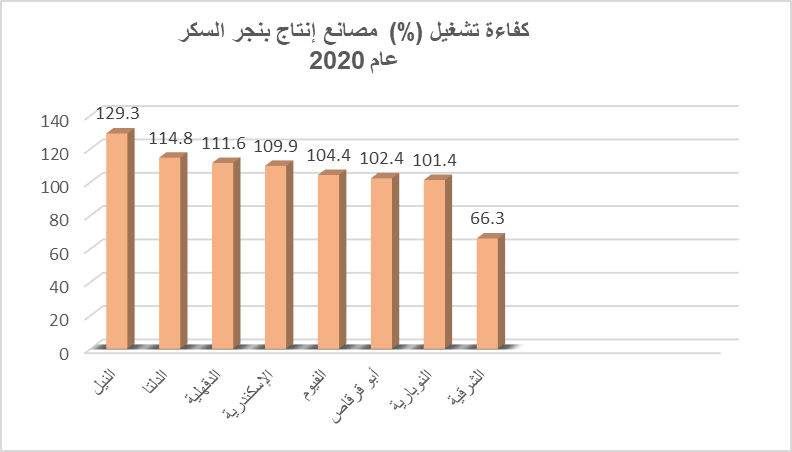 كفاءة تشغيل (%) مصانع إنتاج بنجر السكر
عام 2020
129.3
114.8
111.6
109.9
104.4
102.4
101.4
66.3
140
120
100
80
60
40
20
0
النيل
الدلتا
الدقهلية
الإسكندرية
الفيوم
أبو قرقاص
النوبارية
الشرقية